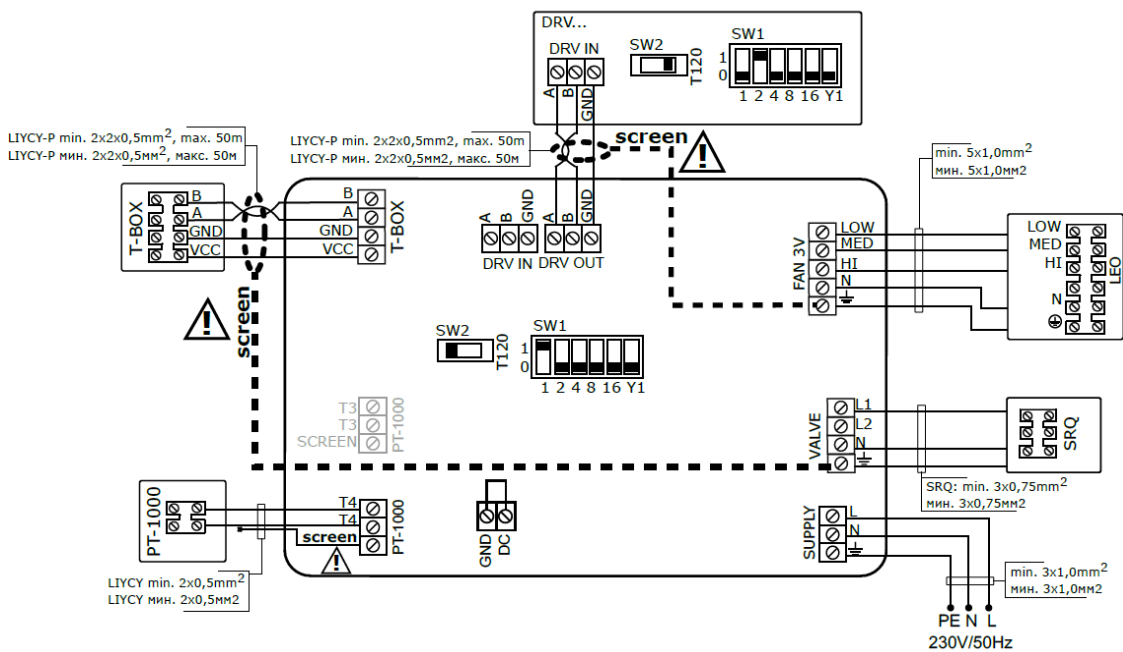 DRV...
DRV IN
SW2
SW1
T120
1
0
1 2 4 8 16 Y1
A
B
GND
LIYCY-P min. 2x2x0,5mm², max. 50m
LIYCY-P мин. 2x2x0,5мм², макс. 50м
LIYCY-P min. 2x2x0,5mm2, max. 50m
LIYCY-P мин. 2x2x0,5мм2, макс. 50м
screen
min. 5x1,0mm²
мин. 5x1,0мм2
T-BOX
B
A
GND
VCC
B
A
GND
VCC
T-BOX
A
B
GND
A
B
GND
DRV IN
DRV OUT
FAN 3V
LOW
MED
HI
N
LOW
MED
HI
N
LEO
screen
SW2
SW1
T120
1
0
1 2 4 8 16 Y1
T3
T3
SCREEN
PT-1000
VALVE
L1
L2
N
SRQ
SRQ: min. 3x0,75mm²
мин. 3x0,75мм2
PT-1000
T4
T4
screen
PT-1000
GND
DC
SUPPLY
L
N
LIYCY min. 2x0,5mm²
LIYCY мин. 2x0,5мм2
min. 3x1,0mm²
мин. 3x1,0мм2
PE N L
230V/50Hz